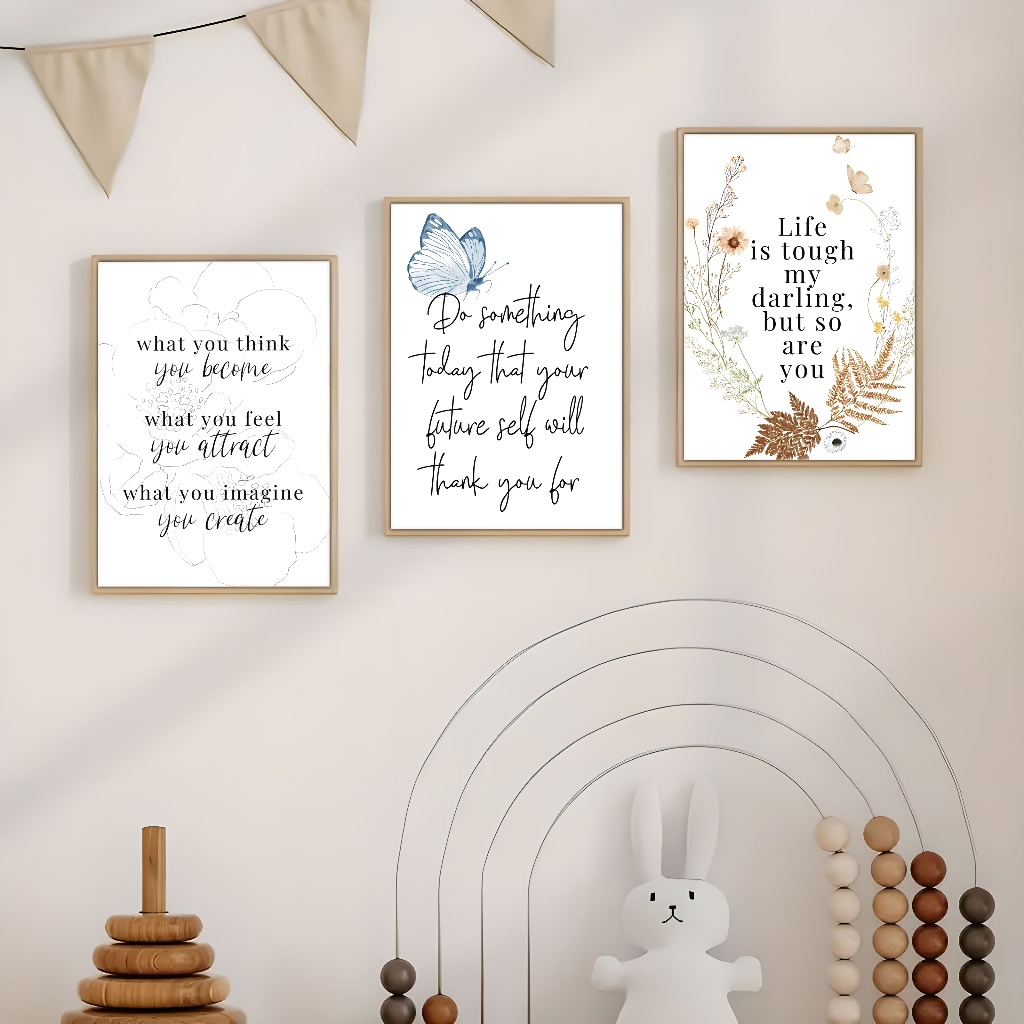 what you think
you become
what you feel
you attract
what you imagine
you create
Do something
today that your
future self will
thank you for
Life
is tough
my
darling,
but so
are
you